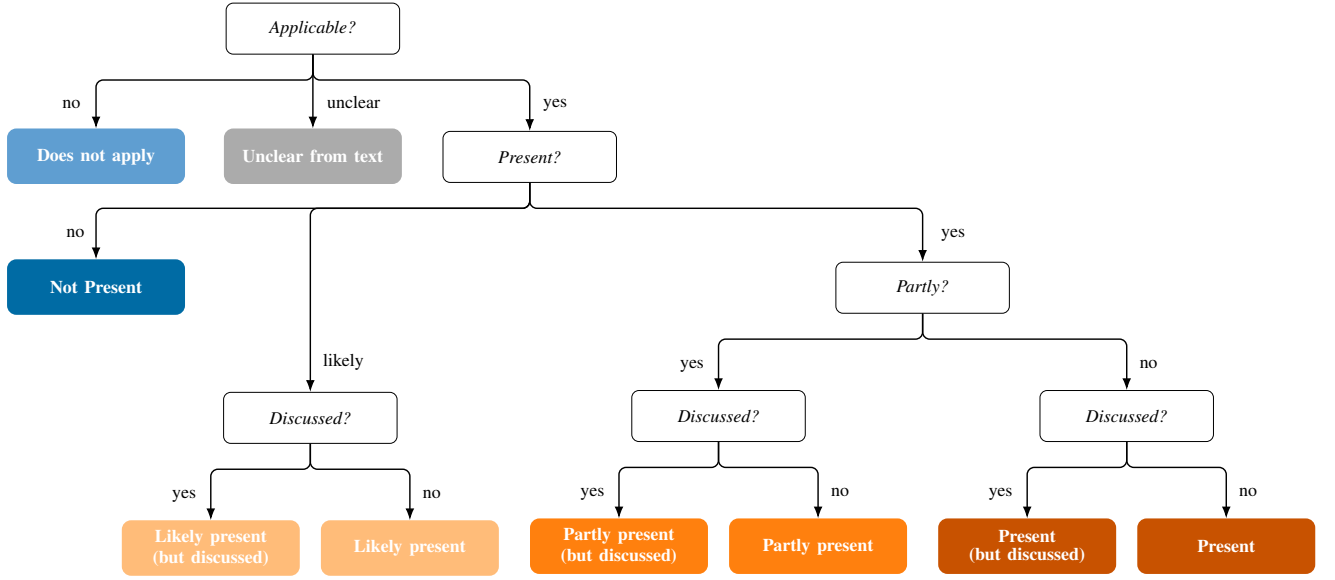 Applicable?
no
unclear
yes
Does not apply
Unclear from text
Present?
no
yes
Not Present
Partly?
likely
yes
no
Discussed?
Discussed?
Discussed?
yes
no
yes
no
yes
no
Likely present
(but discussed)
Likely present
Partly present
(but discussed)
Partly present
Present
(but discussed)
Present